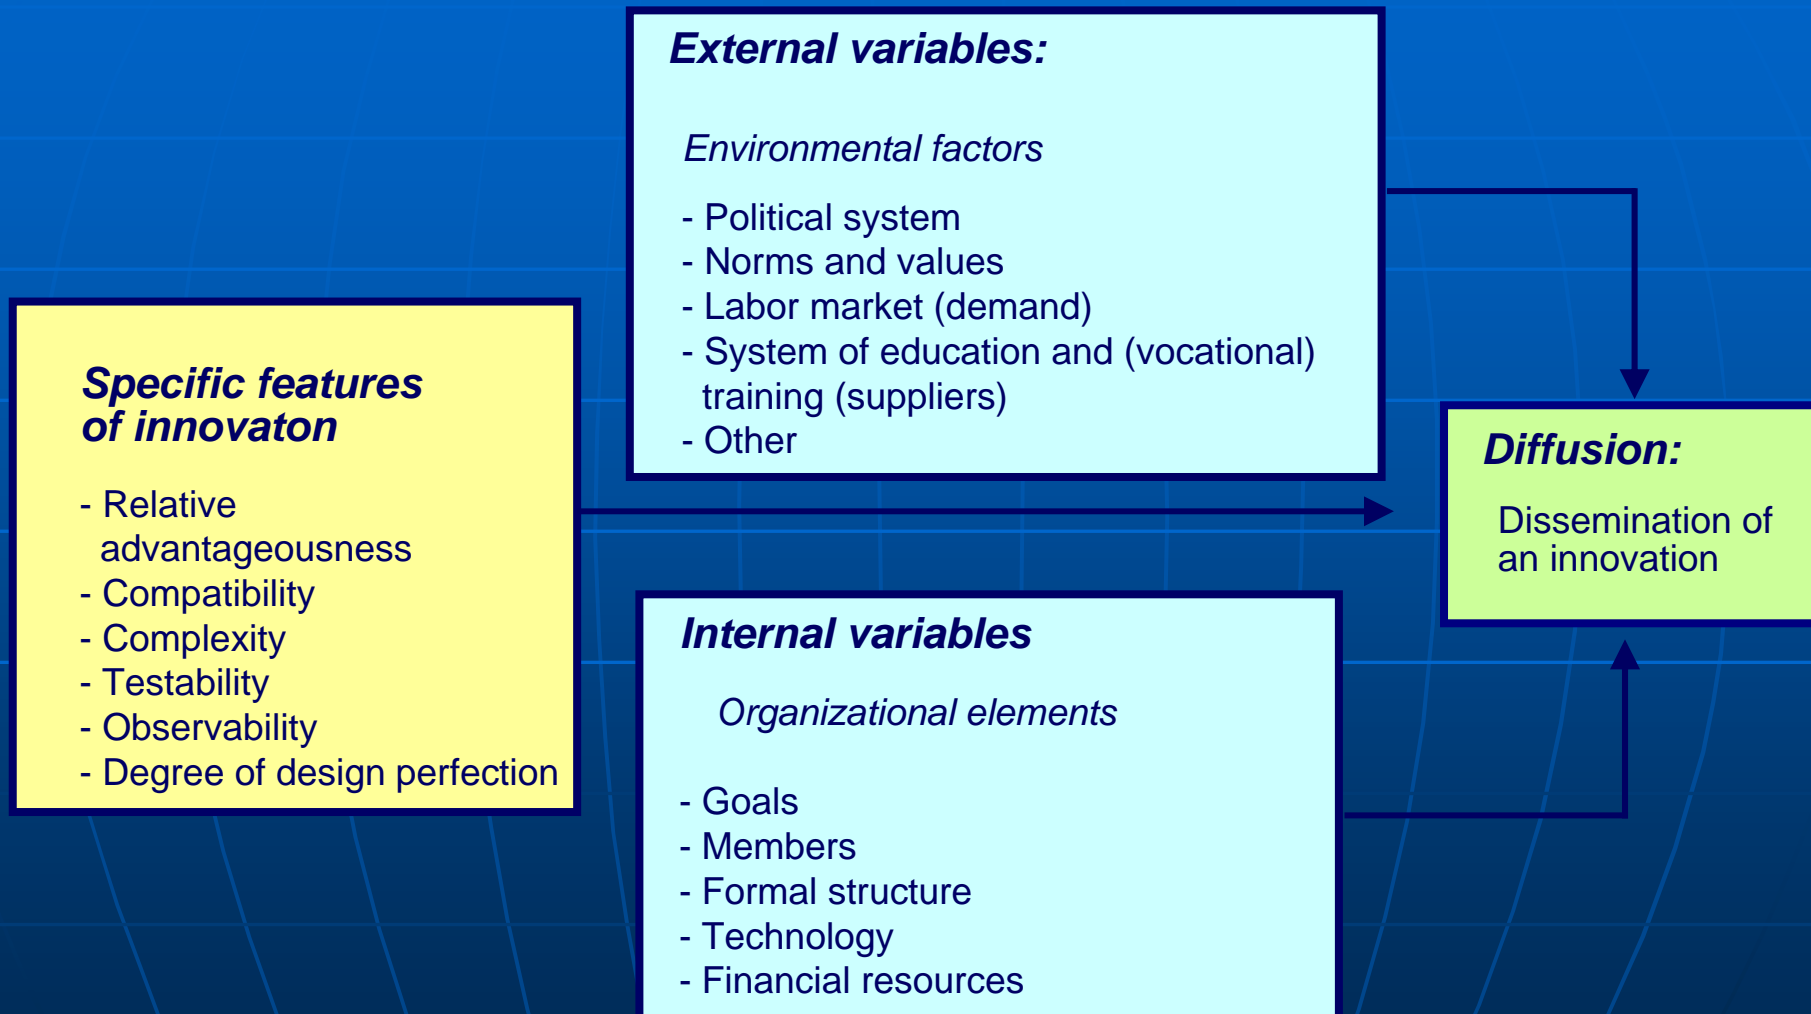 External variables:
Environmental factors
- Political system
- Norms and values
- Labor market (demand)
- System of education and (vocational)
training (suppliers)
- Other
Specific features
of innovaton
- Relative
advantageousness
- Compatibility
- Complexity
- Testability
- Observability
- Degree of design perfection
Diffusion:
Dissemination of
an innovation
Internal variables
Organizational elements
- Goals
- Members
- Formal structure
- Technology
- Financial resources